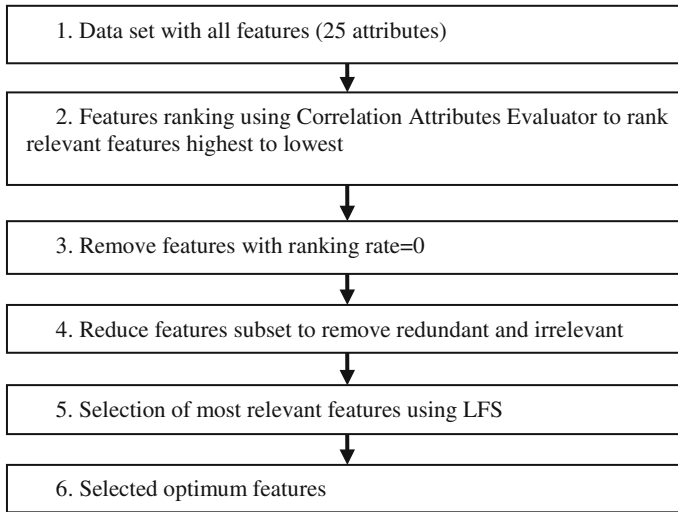 1. Data set with all features (25 attributes)
2. Features ranking using Correlation Attributes Evaluator to rank
relevant features highest to lowest
3. Remove features with ranking rate=0
4. Reduce features subset to remove redundant and irrelevant
5. Selection of most relevant features using LFS
6. Selected optimum features